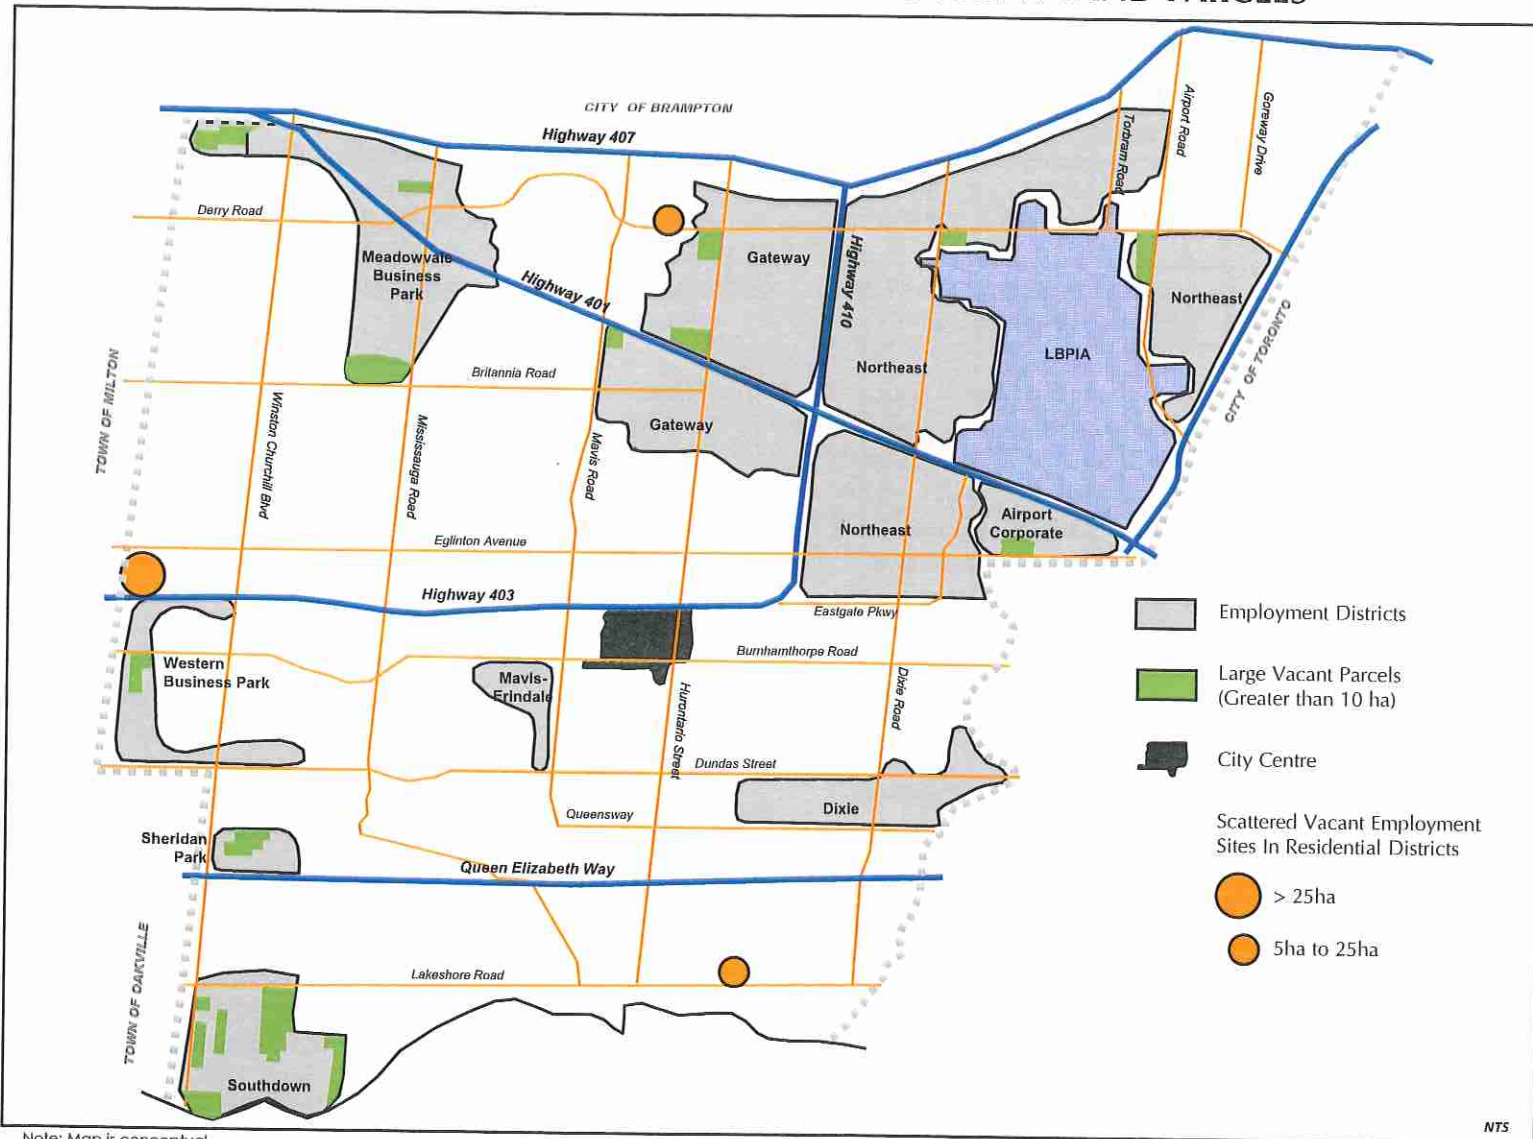 CITY OF BRAMPTON
Highway 407
Airport Road
Goreway Drive
Torbram Road
Derry Road
Meadowvale
Business
Park
Highway 401
Gateway
Highway 410
Northeast
LBPIA
Northeast
CITY OF TORONTO
TOWN OF MILTON
Britannia Road
Winston Churchill Blvd
Mississauga Road
Mavis Road
Gateway
Northeast
Airport
Corporate
Eglinton Avenue
Highway 403
Eastgate Pkwy
Burnhamthorpe Road
Western
Business Park
Mavis-
Erindale
Hurontario Street
Dixie Road
Dundas Street
Dixie
Queensway
Sheridan
Park
Queen Elizabeth Way
TOWN OF OAKVILLE
Lakeshore Road
Southdown
Employment Districts
Large Vacant Parcels
(Greater than 10 ha)
City Centre
Scattered Vacant Employment
Sites In Residential Districts
> 25ha
5ha to 25ha
Note: Map is conceptual
NTS